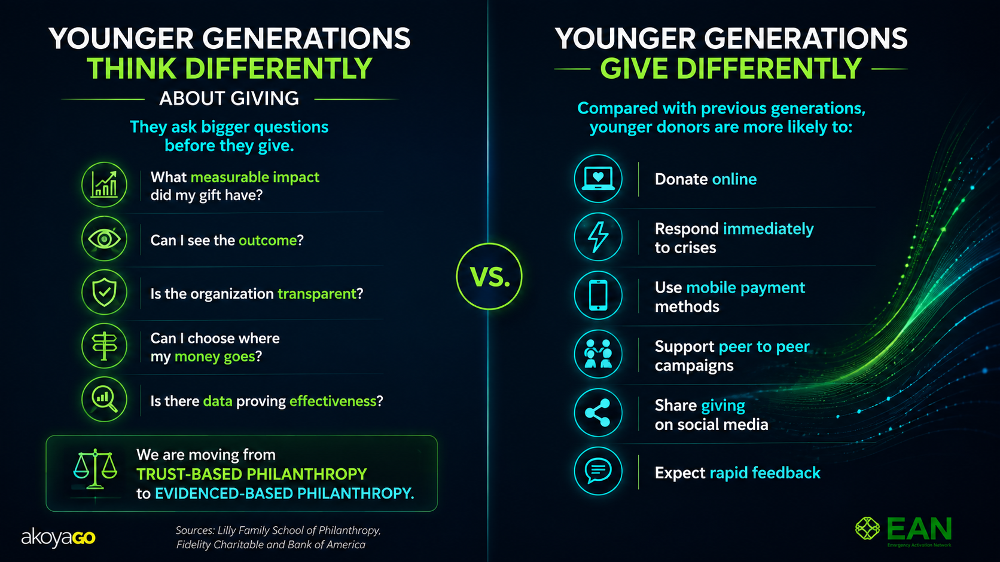 YOUNGER GENERATIONS
THINK DIFFERENTLY
ABOUT GIVING
They ask bigger questions
before they give.
What measurable impact
did my gift have?
Can I see the outcome?
Is the organization transparent?
Can I choose where
my money goes?
Is there data proving effectiveness?
We are moving from
TRUST-BASED PHILANTHROPY
to EVIDENCED-BASED PHILANTHROPY.
akoyaGO
Sources: Lilly Family School of Philanthropy,
Fidelity Charitable and Bank of America
VS.
YOUNGER GENERATIONS
GIVE DIFFERENTLY
Compared with previous generations,
younger donors are more likely to:
Donate online
Respond immediately
to crises
Use mobile payment
methods
Support peer to peer
campaigns
Share giving
on social media
Expect rapid feedback
EAN
Emergency Activation Network